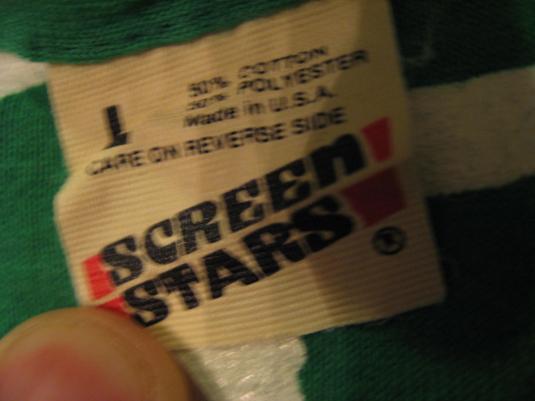 L
50% COTTON
50% POLYESTER
Made in U.S.A.
CARE ON REVERSE SIDE
SCREEN
STARS
®